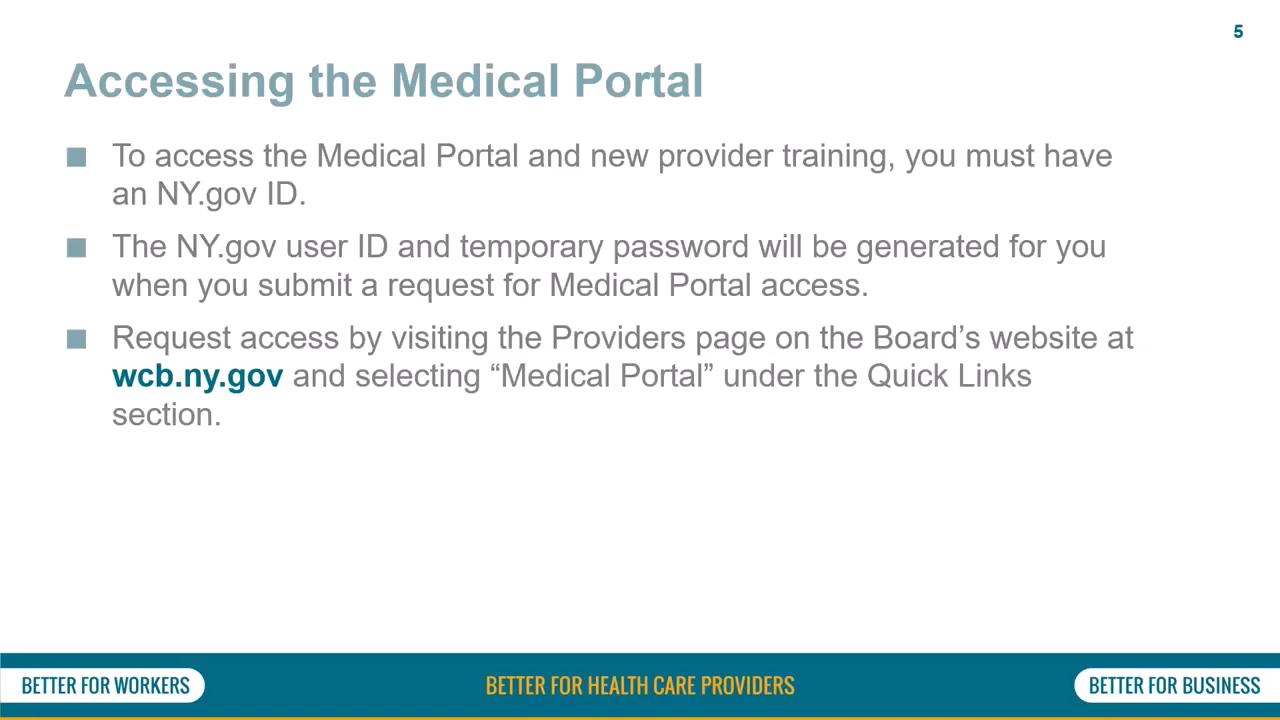 5
Accessing the Medical Portal
To access the Medical Portal and new provider training, you must have
an NY.gov ID.
The NY.gov user ID and temporary password will be generated for you
when you submit a request for Medical Portal access.
Request access by visiting the Providers page on the Board’s website at
wcb.ny.gov and selecting “Medical Portal” under the Quick Links
section.
BETTER FOR WORKERS
BETTER FOR HEALTH CARE PROVIDERS
BETTER FOR BUSINESS